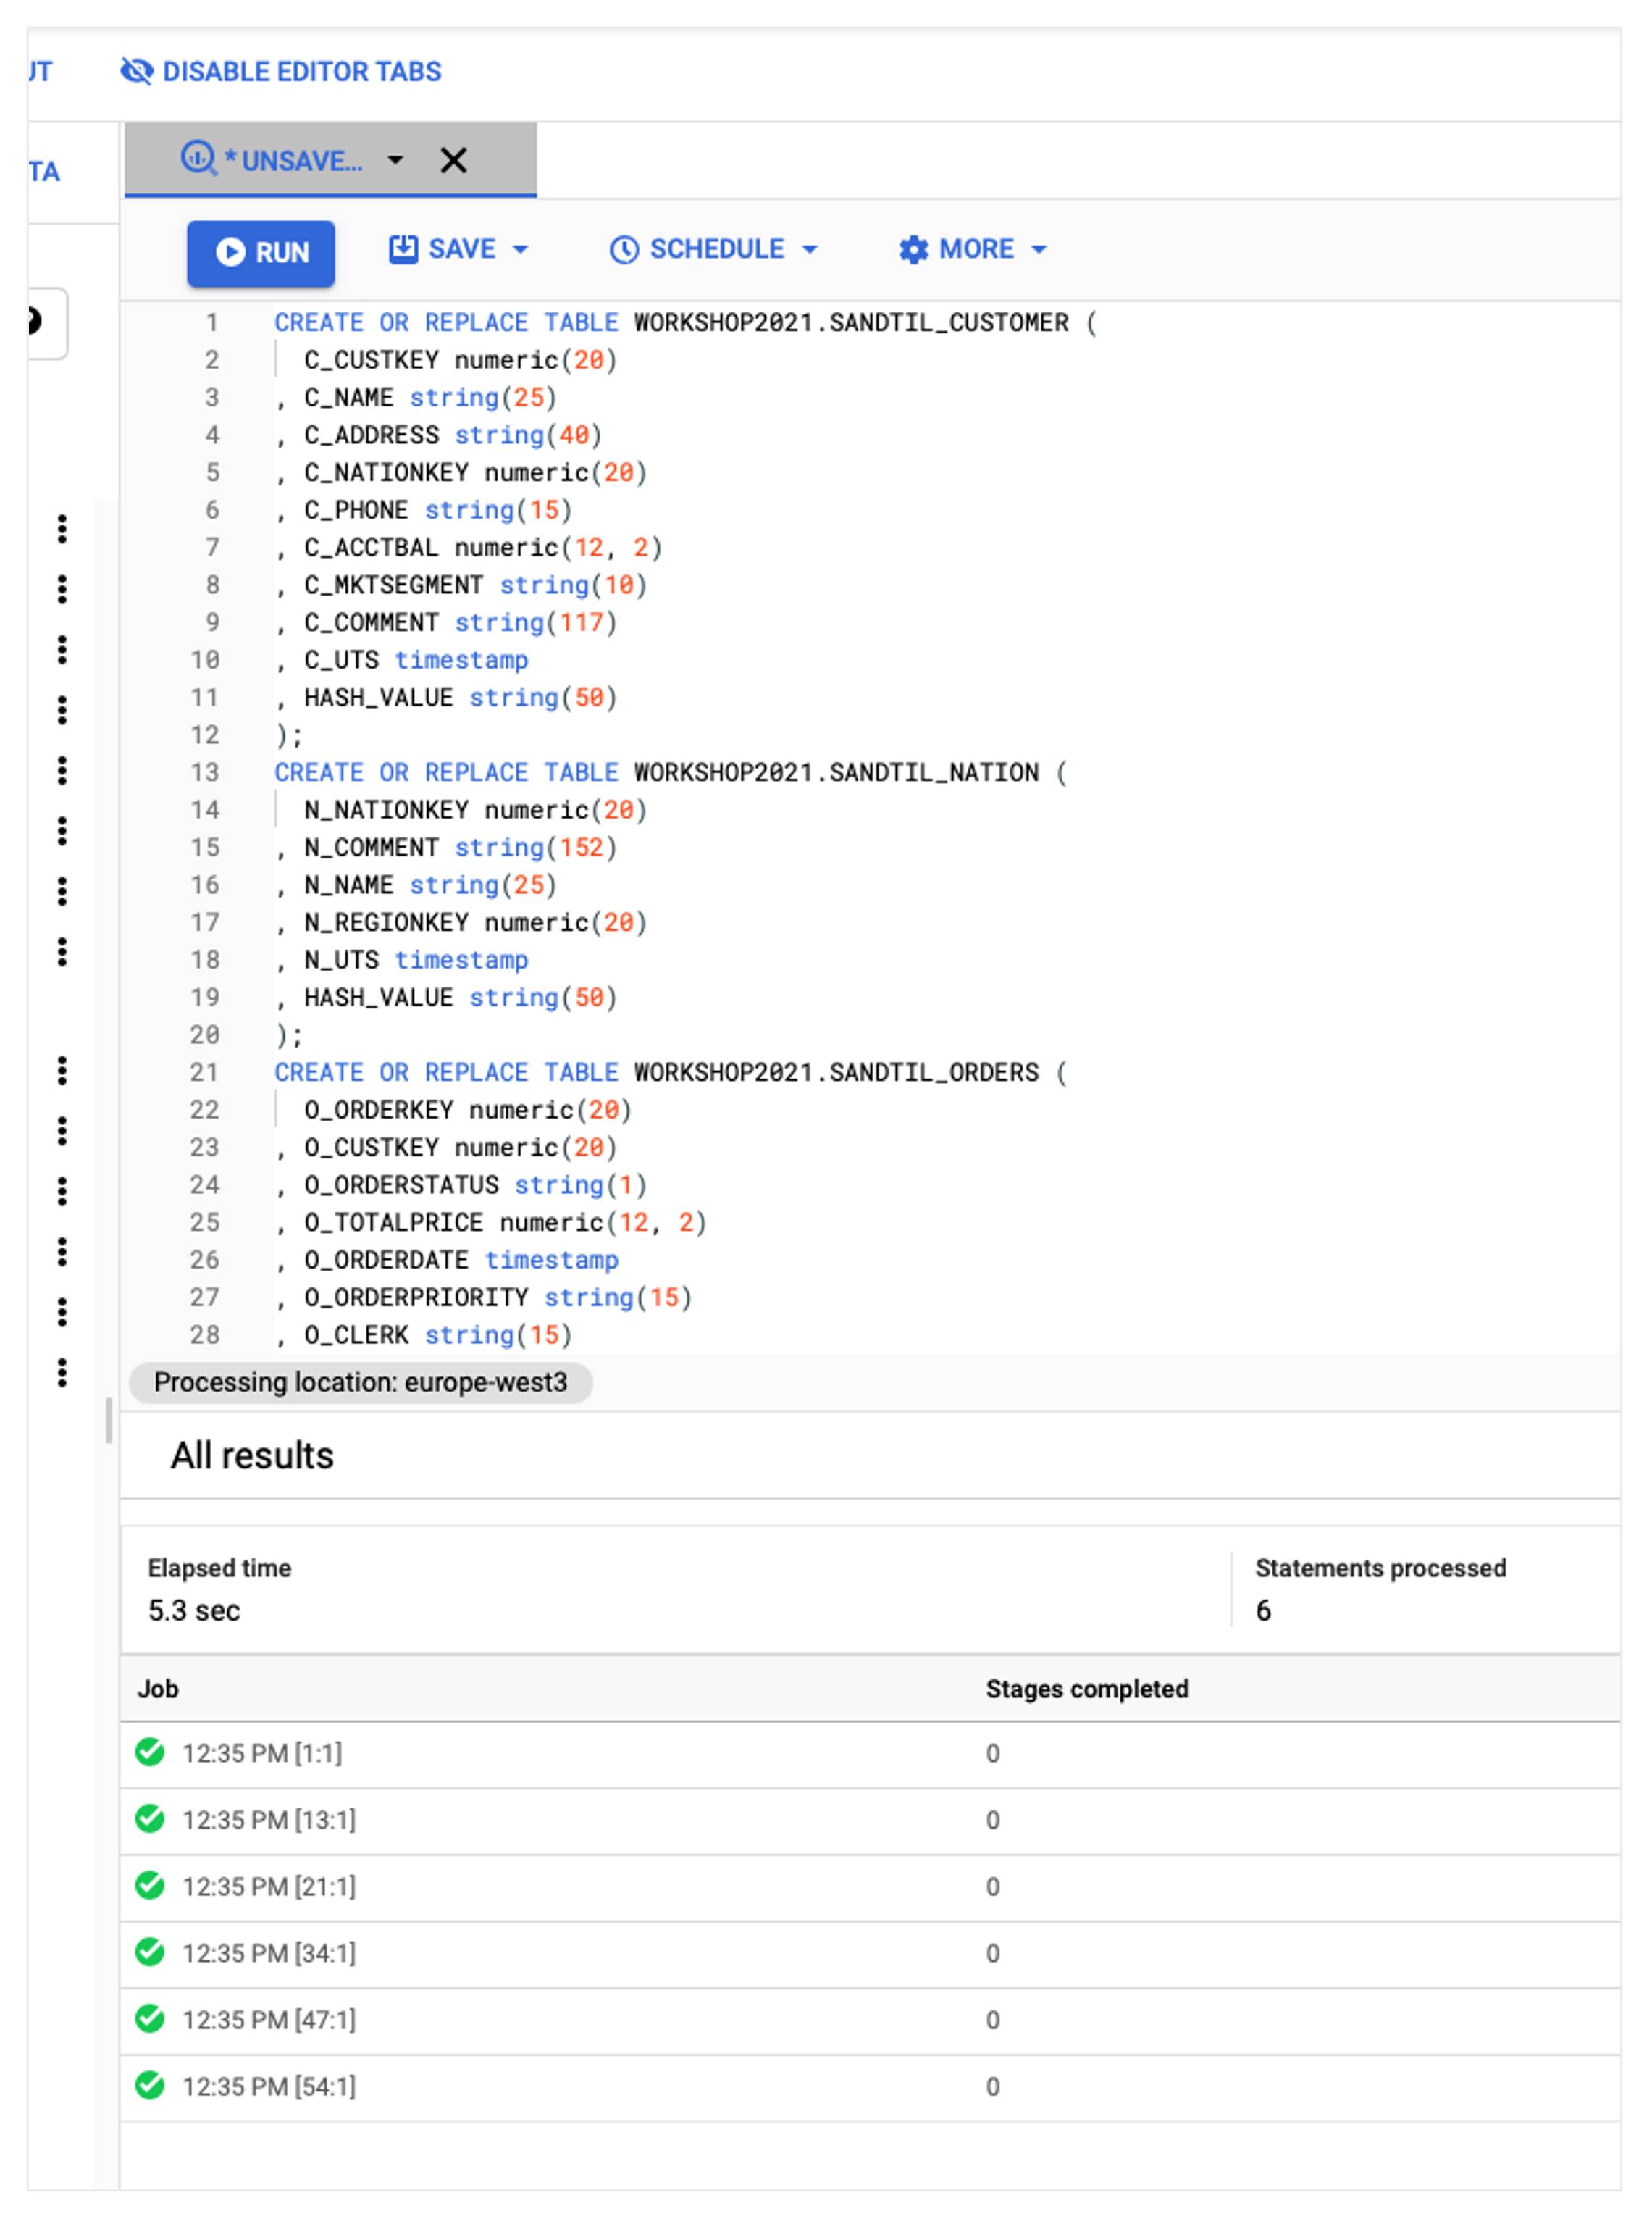 UT DISABLE EDITOR TABS
TA * UNSAVE...
RUN SAVE SCHEDULE MORE
1 CREATE OR REPLACE TABLE WORKSHOP2021.SANDTIL_CUSTOMER (
2 C_CUSTKEY numeric(20)
3 , C_NAME string(25)
4 , C_ADDRESS string(40)
5 , C_NATIONKEY numeric(20)
6 , C_PHONE string(15)
7 , C_ACCTBAL numeric(12, 2)
8 , C_MKTSEGMENT string(10)
9 , C_COMMENT string(117)
10 , C_UTS timestamp
11 , HASH_VALUE string(50)
12 );
13 CREATE OR REPLACE TABLE WORKSHOP2021.SANDTIL_NATION (
14 N_NATIONKEY numeric(20)
15 , N_COMMENT string(152)
16 , N_NAME string(25)
17 , N_REGIONKEY numeric(20)
18 , N_UTS timestamp
19 , HASH_VALUE string(50)
20 );
21 CREATE OR REPLACE TABLE WORKSHOP2021.SANDTIL_ORDERS (
22 O_ORDERKEY numeric(20)
23 , O_CUSTKEY numeric(20)
24 , O_ORDERSTATUS string(1)
25 , O_TOTALPRICE numeric(12, 2)
26 , O_ORDERDATE timestamp
27 , O_ORDERPRIORITY string(15)
28 , O_CLERK string(15)
Processing location: europe-west3
All results
Elapsed time Statements processed
5.3 sec 6
Job Stages completed
12:35 PM [1:1] 0
12:35 PM [13:1] 0
12:35 PM [21:1] 0
12:35 PM [34:1] 0
12:35 PM [47:1] 0
12:35 PM [54:1] 0